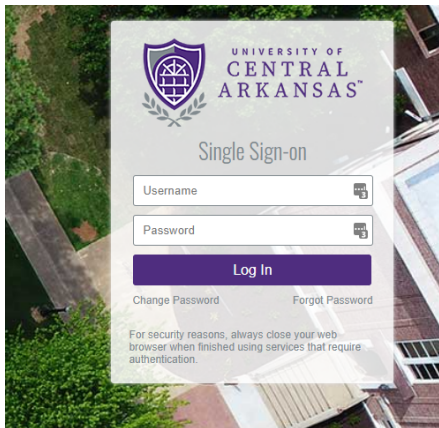 UNIVERSITY OF
CENTRAL
ARKANSAS™
Single Sign-on
Username
Password
Log In
Change Password Forgot Password
For security reasons, always close your web
browser when finished using services that require
authentication.